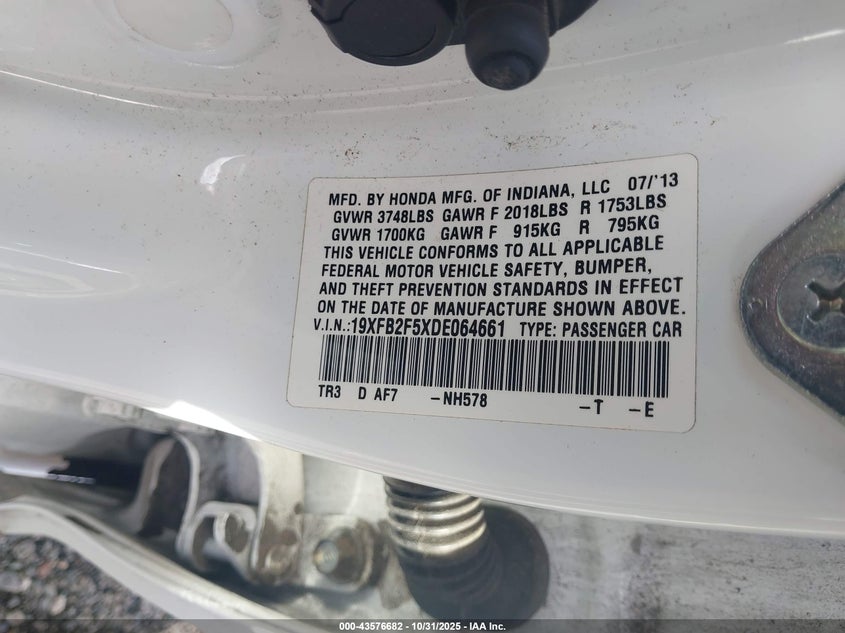 MFD. BY HONDA MFG. OF INDIANA, LLC 07/'13
GVWR 3748LBS GAWR F 2018LBS R 1753LBS
GVWR 1700KG GAWR F 915KG R 795KG
THIS VEHICLE CONFORMS TO ALL APPLICABLE
FEDERAL MOTOR VEHICLE SAFETY, BUMPER,
AND THEFT PREVENTION STANDARDS IN EFFECT
ON THE DATE OF MANUFACTURE SHOWN ABOVE.
V.I.N.:19XFB2F5XDE064661 TYPE: PASSENGER CAR
TR3 D AF7 -NH578 -T -E
000-43576682 - 10/31/2025 - IAA Inc.